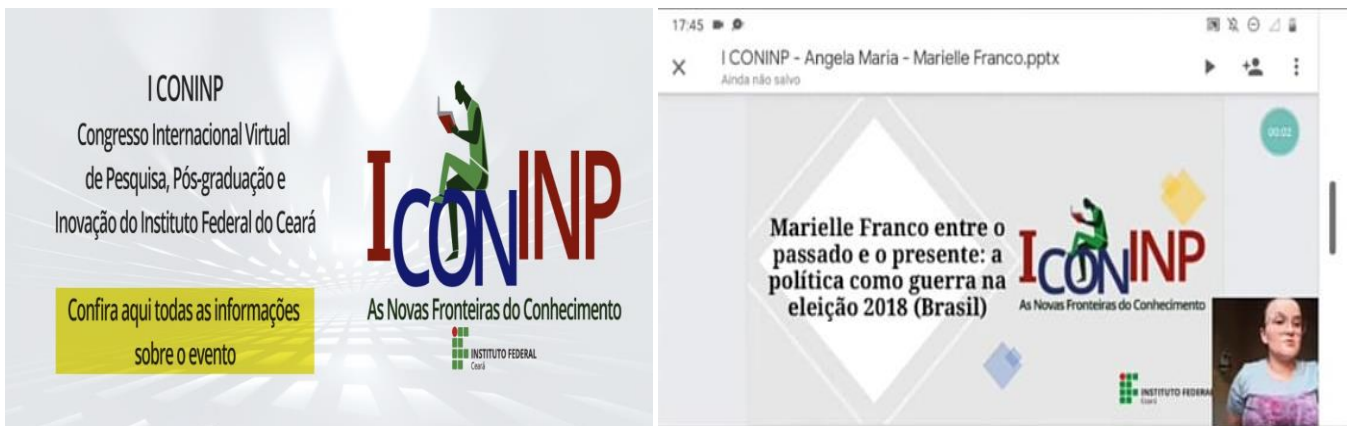 I CONINP
Congresso Internacional Virtual
de Pesquisa, Pós-graduação e
Inovação do Instituto Federal do Ceará
Confira aqui todas as informações
sobre o evento
ICONINP
As Novas Fronteiras do Conhecimento
INSTITUTO FEDERAL
Ceará
17:45
I CONINP - Angela Maria - Marielle Franco.pptx
Ainda não salvo
00:02
Marielle Franco entre o
passado e o presente: a
política como guerra na
eleição 2018 (Brasil)
ICONINP
As Novas Fronteiras do Conhecimento
INSTITUTO FEDERAL
Ceará